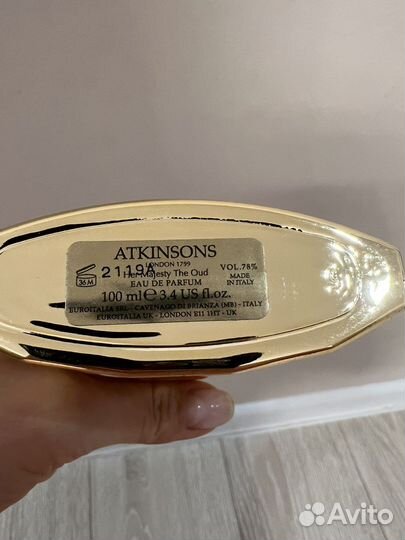 ATKINSONS
LONDON 1799
Her Majesty The Oud
2119A
EAU DE PARFUM
36 M
100 ml e 3.4 US fl.oz.
VOL.78%
MADE
IN ITALY
EUROITALIA SRL - CAVENAGO DI BRIANZA (MB) - ITALY
EUROITALIA UK - LONDON E11 1HT - UK
Avito